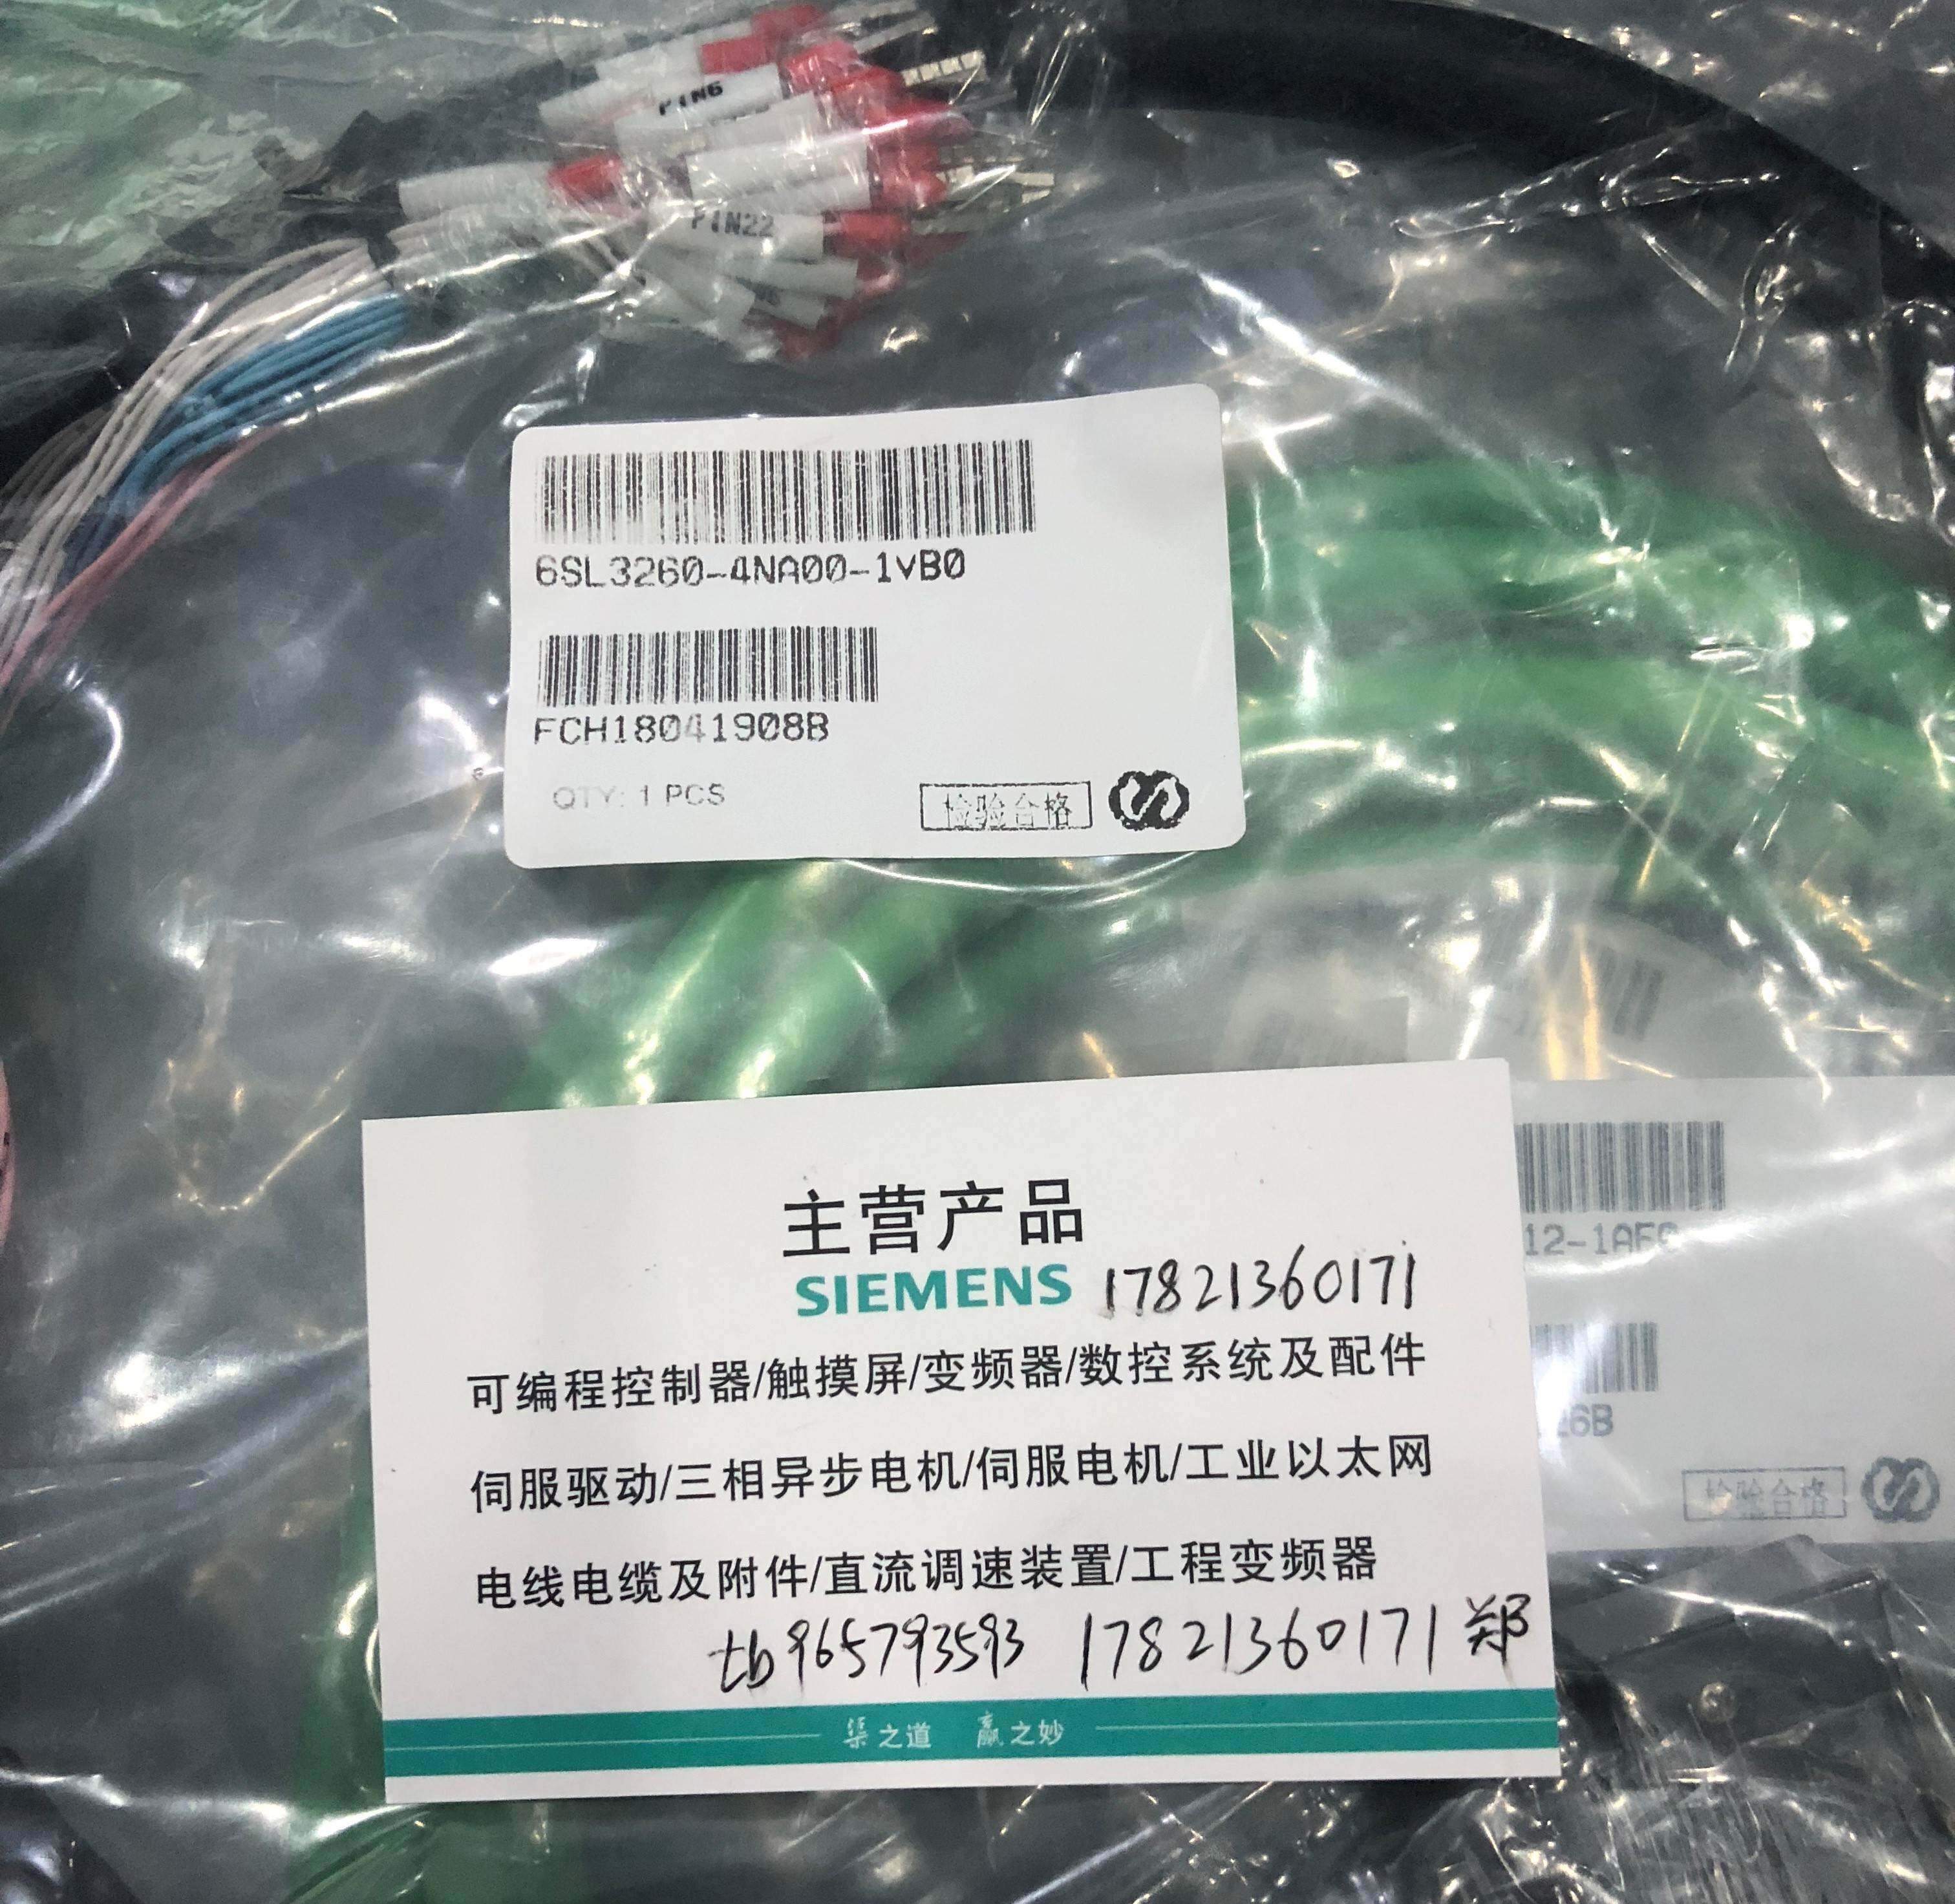 PIN6
PIN22
6SL3260-4NA00-1VB0
FCH18041908B
QTY: 1 PCS
检验合格
主营产品
SIEMENS 17821360171
可编程控制器/触摸屏/变频器/数控系统及配件
伺服驱动/三相异步电机/伺服电机/工业以太网
电线电缆及附件/直流调速装置/工程变频器
tb965793593 17821360171 郑
渠之道 赢之妙
26B
检验合格